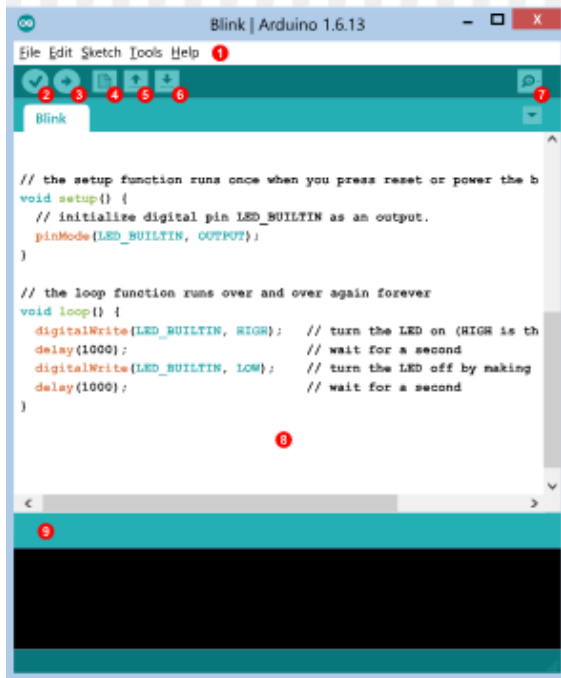 Blink | Arduino 1.6.13
File Edit Sketch Tools Help 1
2 3 4 5 6 7
Blink
// the setup function runs once when you press reset or power the b
void setup() {
// initialize digital pin LED_BUILTIN as an output.
pinMode(LED_BUILTIN, OUTPUT);
}
// the loop function runs over and over again forever
void loop() {
digitalWrite(LED_BUILTIN, HIGH); // turn the LED on (HIGH is th
delay(1000); // wait for a second
digitalWrite(LED_BUILTIN, LOW); // turn the LED off by making
delay(1000); // wait for a second
}
8
9